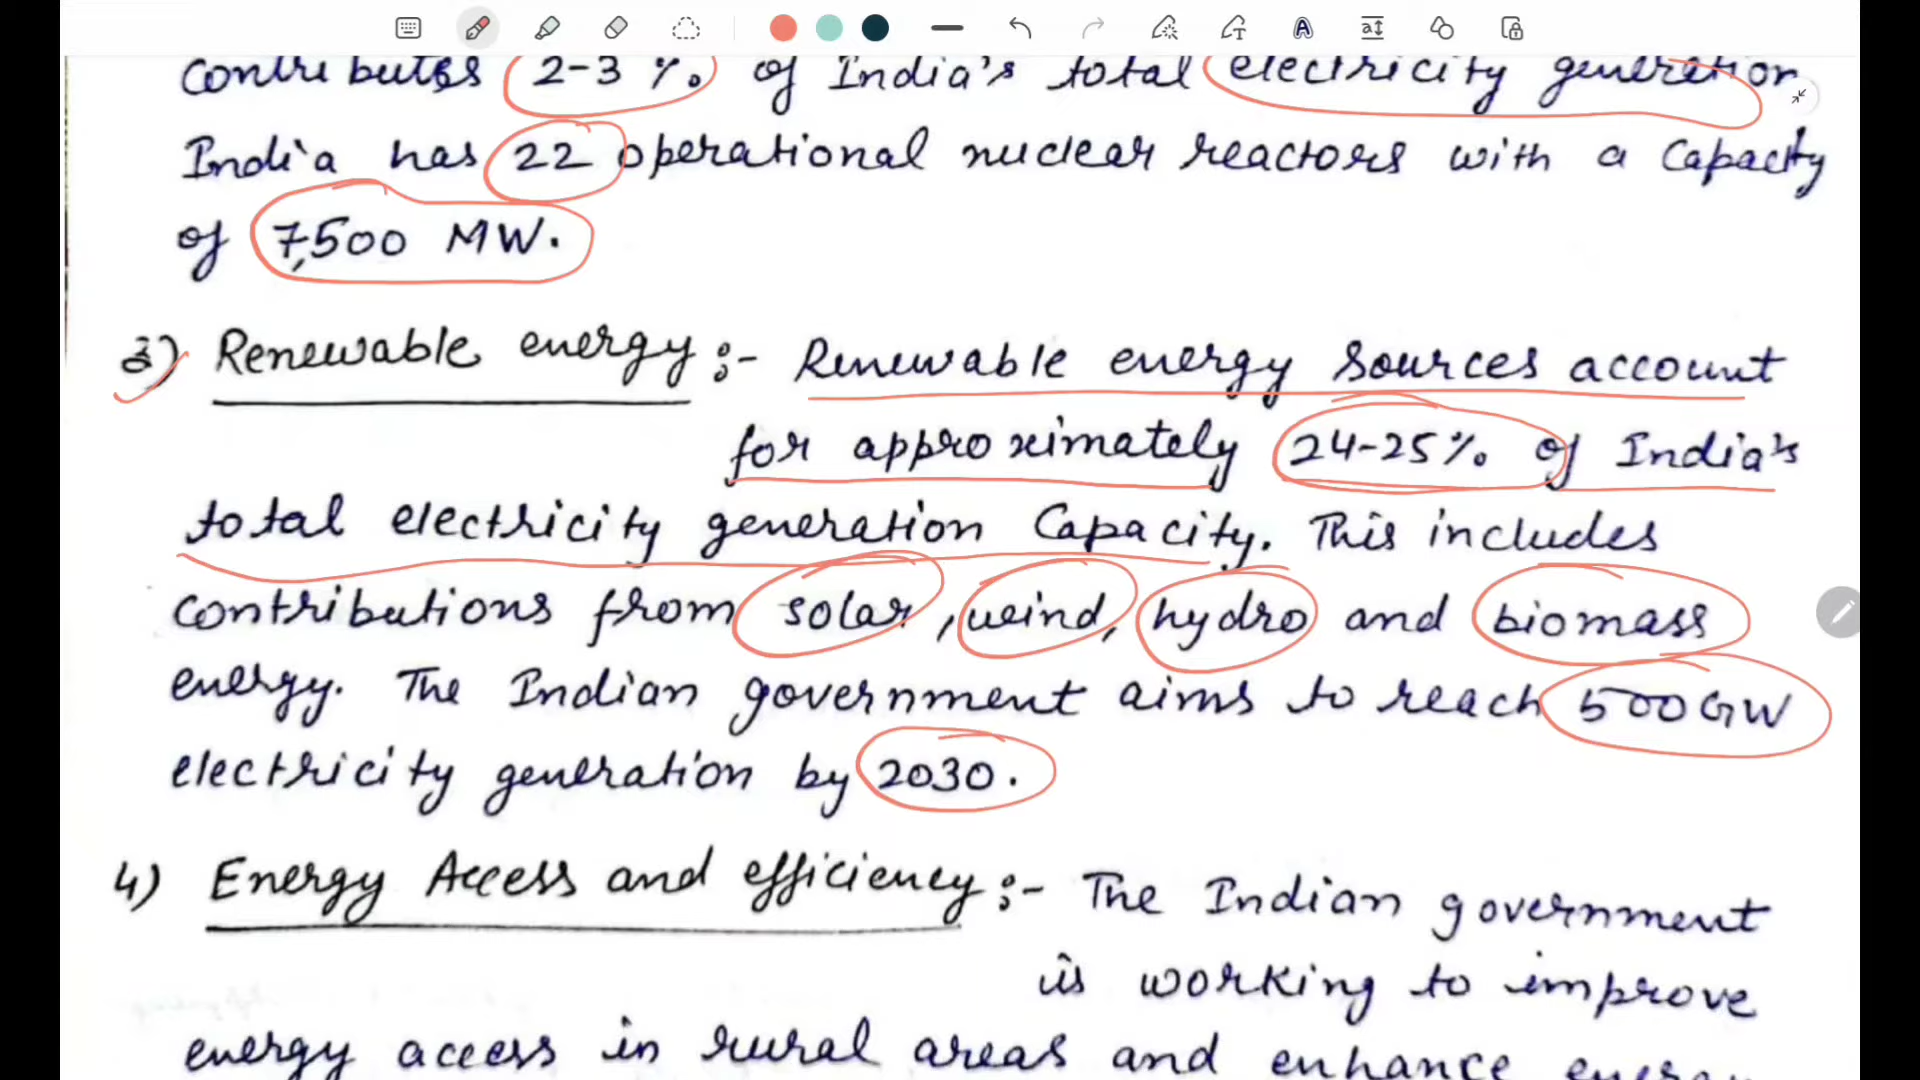 contributes 2-3 % of India's total electricity generation
India has 22 operational nuclear reactors with a Capacity
of 7,500 MW.
3) Renewable energy :- Renewable energy sources account
for approximately 24-25% of India's
total electricity generation Capacity. This includes
contributions from solar, wind, hydro and biomass
energy. The Indian government aims to reach 500GW
electricity generation by 2030.
4) Energy Access and efficiency :- The Indian government
is working to improve
energy access in rural areas and enhance energy